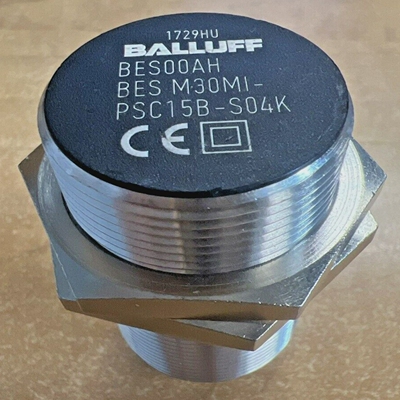 1729HU
BALLUFF
BES00AH
BES M30MI-
PSC15B-S04K
CE